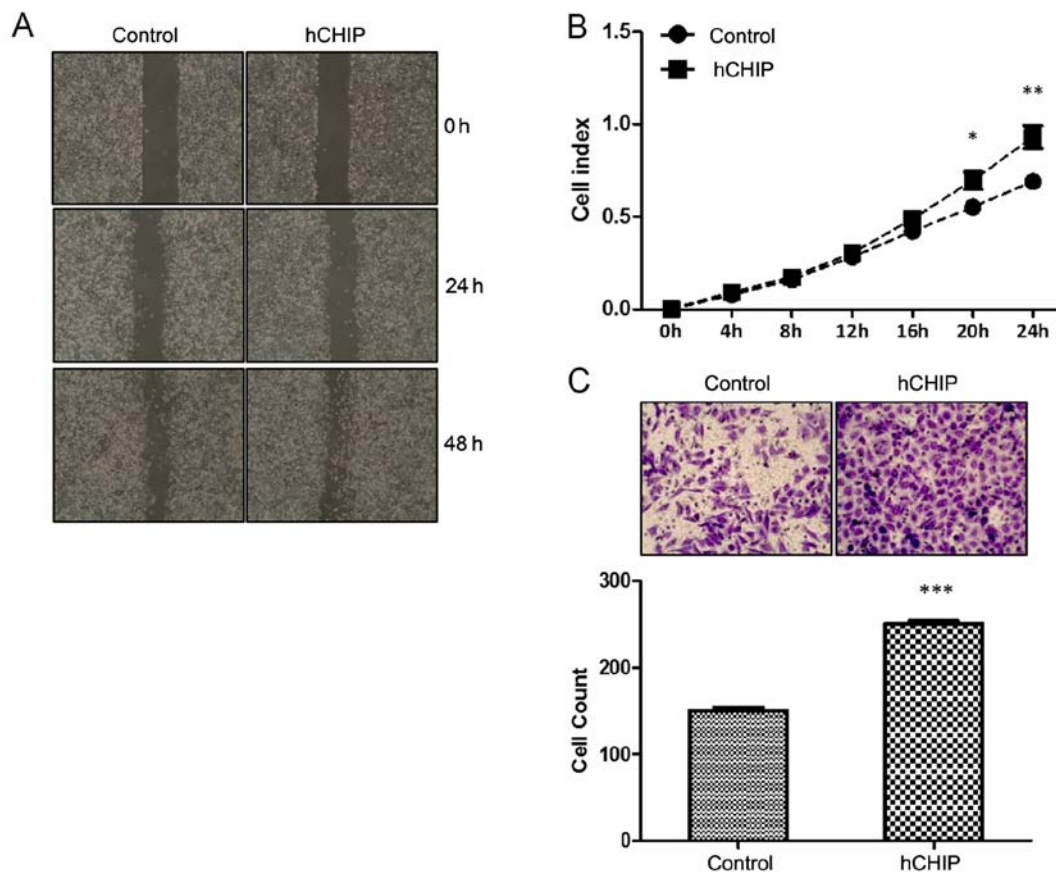 A
Control hCHIP
0 h
24 h
48 h
B
Control
hCHIP
1.5
1.0
0.5
0.0
Cell index
*
**
0h 4h 8h 12h 16h 20h 24h
C
Control hCHIP
300
200
100
0
Cell Count
***
Control hCHIP